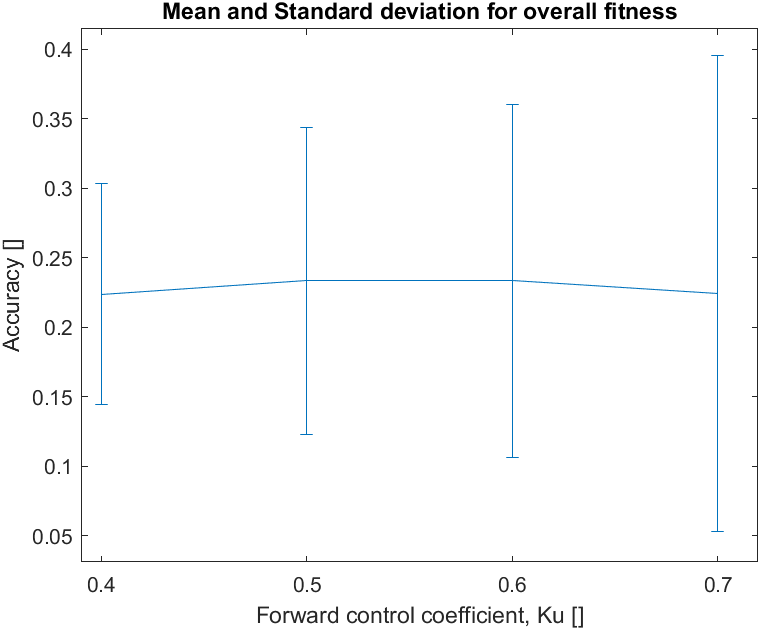 Mean and Standard deviation for overall fitness
0.4
0.35
0.3
0.25
0.2
0.15
0.1
0.05
Accuracy []
0.4 0.5 0.6 0.7
Forward control coefficient, Ku []